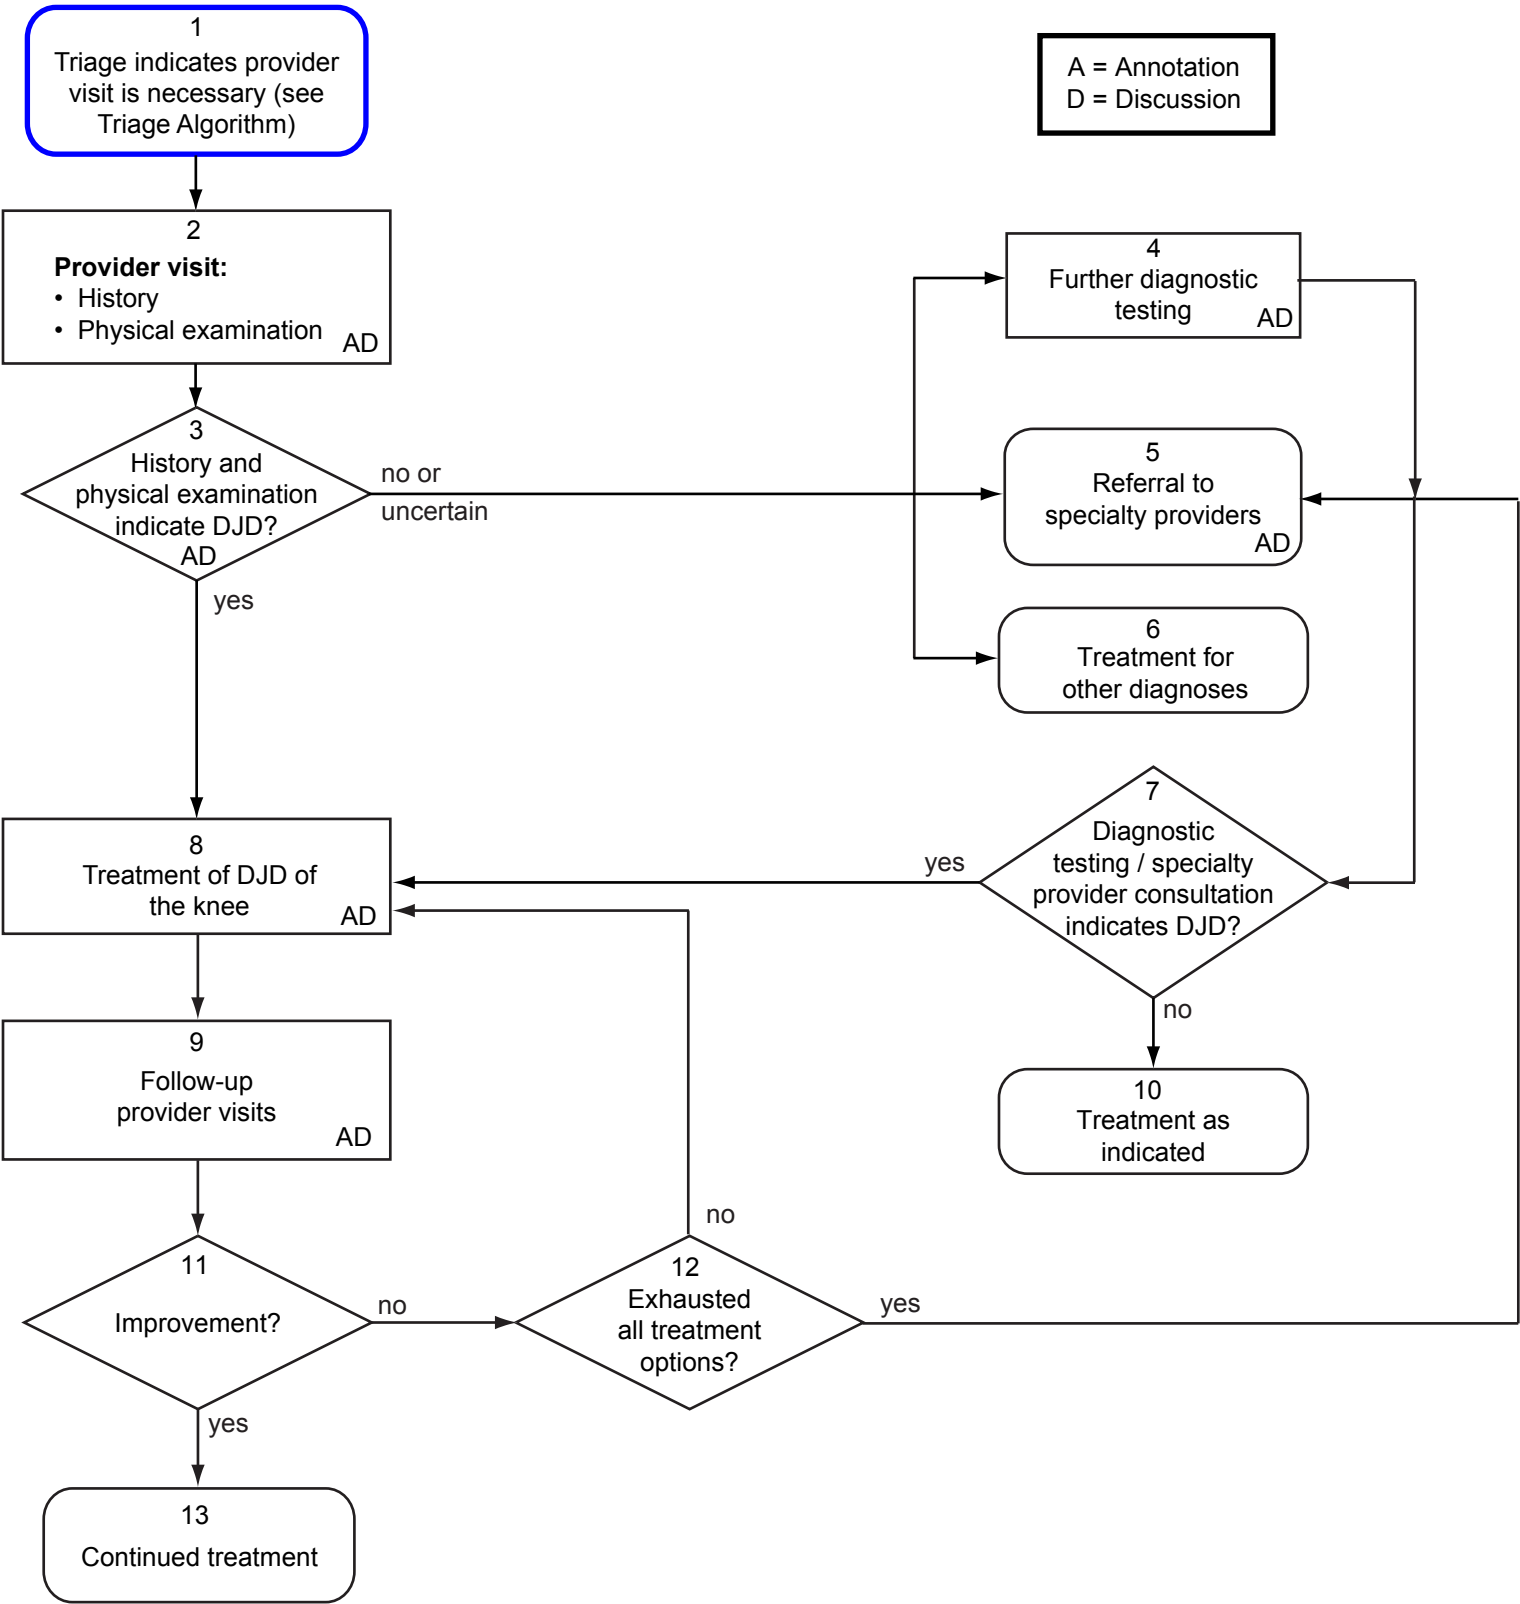 1
Triage indicates provider
visit is necessary (see
Triage Algorithm)
A = Annotation
D = Discussion
2
Provider visit:
• History
• Physical examination
AD
3
History and
physical examination
indicate DJD?
AD
no or
uncertain
yes
4
Further diagnostic
testing
AD
5
Referral to
specialty providers
AD
6
Treatment for
other diagnoses
7
Diagnostic
testing / specialty
provider consultation
indicates DJD?
yes
no
8
Treatment of DJD of
the knee
AD
9
Follow-up
provider visits
AD
10
Treatment as
indicated
11
Improvement?
no
yes
12
Exhausted
all treatment
options?
no
yes
13
Continued treatment